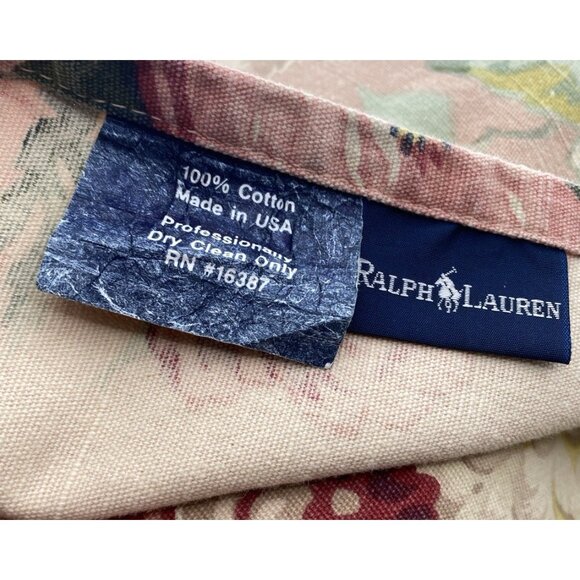 100% Cotton
Made in USA
Professionally
Dry Clean Only
RN #16387
RALPH LAUREN